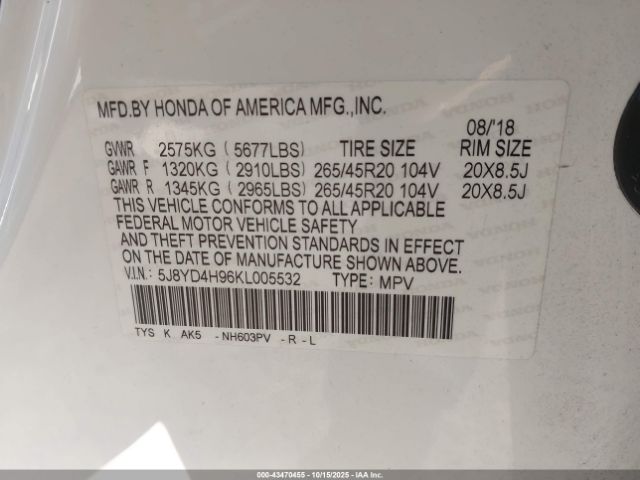 MFD.BY HONDA OF AMERICA MFG.,INC.
08/'18
GVWR 2575KG ( 5677LBS) TIRE SIZE RIM SIZE
GAWR F 1320KG ( 2910LBS) 265/45R20 104V 20X8.5J
GAWR R 1345KG ( 2965LBS) 265/45R20 104V 20X8.5J
THIS VEHICLE CONFORMS TO ALL APPLICABLE
FEDERAL MOTOR VEHICLE SAFETY
AND THEFT PREVENTION STANDARDS IN EFFECT
ON THE DATE OF MANUFACTURE SHOWN ABOVE.
V.I.N.: 5J8YD4H96KL005532 TYPE: MPV
TYS K AK5 -NH603PV -R-L
000-43470455 - 10/15/2025 - IAAI Corporate